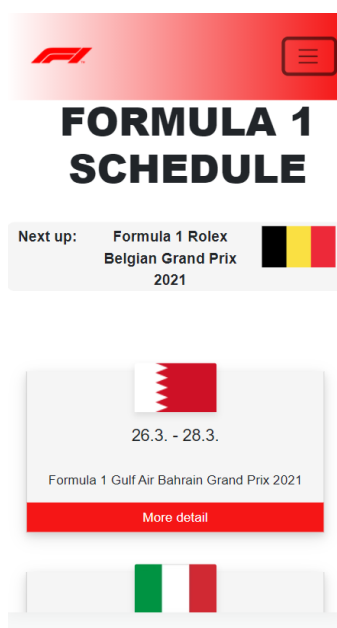 F1
FORMULA 1
SCHEDULE
Next up:
Formula 1 Rolex
Belgian Grand Prix
2021
26.3. - 28.3.
Formula 1 Gulf Air Bahrain Grand Prix 2021
More detail